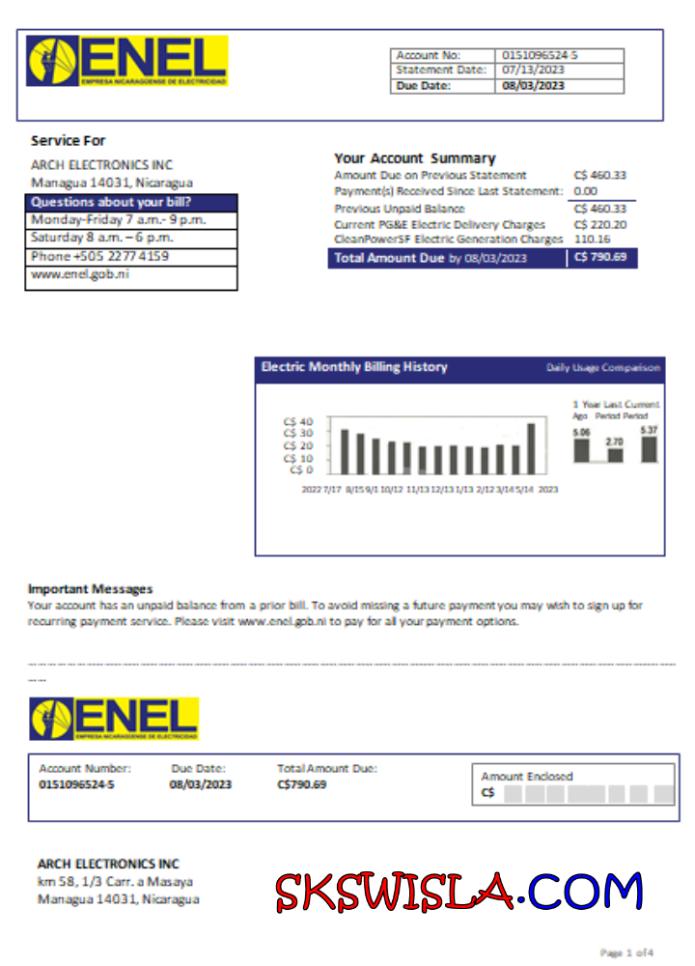 ENEL
EMPRESA NICARAGÜENSE DE ELECTRICIDAD
Account No: 0151096524-5
Statement Date: 07/13/2023
Due Date: 08/03/2023
Service For
ARCH ELECTRONICS INC
Managua 14031, Nicaragua
Questions about your bill?
Monday-Friday 7 a.m.- 9 p.m.
Saturday 8 a.m. – 6 p.m.
Phone +505 2277 4159
www.enel.gob.ni
Your Account Summary
Amount Due on Previous Statement C$ 460.33
Payment(s) Received Since Last Statement: 0.00
Previous Unpaid Balance C$ 460.33
Current PG&E Electric Delivery Charges C$ 220.20
CleanPowerSF Electric Generation Charges 110.16
Total Amount Due by 08/03/2023 C$ 790.69
Electric Monthly Billing History Daily Usage Comparison
1 Year Last Current
Ago Period Period
5.06 2.70 5.37
C$ 40
C$ 30
C$ 20
C$ 10
C$ 0
2022 7/17 8/15 9/1 10/12 11/13 12/13 1/13 2/12 3/14 5/14 2023
Important Messages
Your account has an unpaid balance from a prior bill. To avoid missing a future payment you may wish to sign up for
recurring payment service. Please visit www.enel.gob.ni to pay for all your payment options.
ENEL
EMPRESA NICARAGÜENSE DE ELECTRICIDAD
Account Number: Due Date: Total Amount Due:
0151096524-5 08/03/2023 C$790.69
Amount Enclosed
C$
ARCH ELECTRONICS INC
km 58, 1/3 Carr. a Masaya
Managua 14031, Nicaragua
SKSWISLA.COM
Page 1 of 4